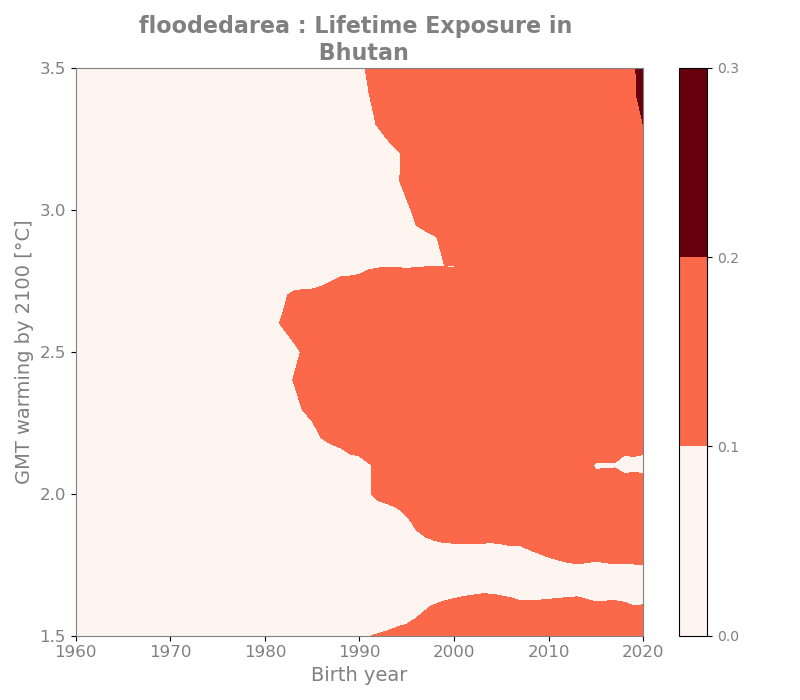 floodedarea : Lifetime Exposure in
Bhutan
3.5
3.0
2.5
2.0
1.5
GMT warming by 2100 [°C]
1960 1970 1980 1990 2000 2010 2020
Birth year
0.3
0.2
0.1
0.0